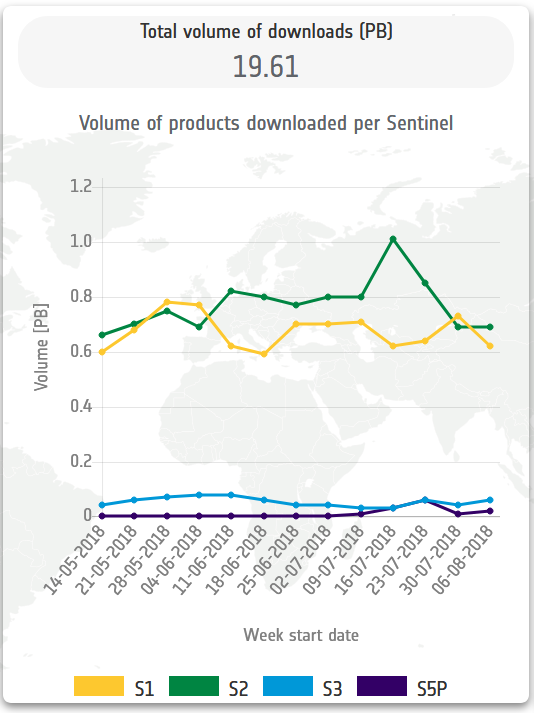 Total volume of downloads (PB)
19.61
Volume of products downloaded per Sentinel
Volume [PB]
1.2
1.0
0.8
0.6
0.4
0.2
0
14-05-2018
21-05-2018
28-05-2018
04-06-2018
11-06-2018
18-06-2018
25-06-2018
02-07-2018
09-07-2018
16-07-2018
23-07-2018
30-07-2018
06-08-2018
Week start date
S1
S2
S3
S5P